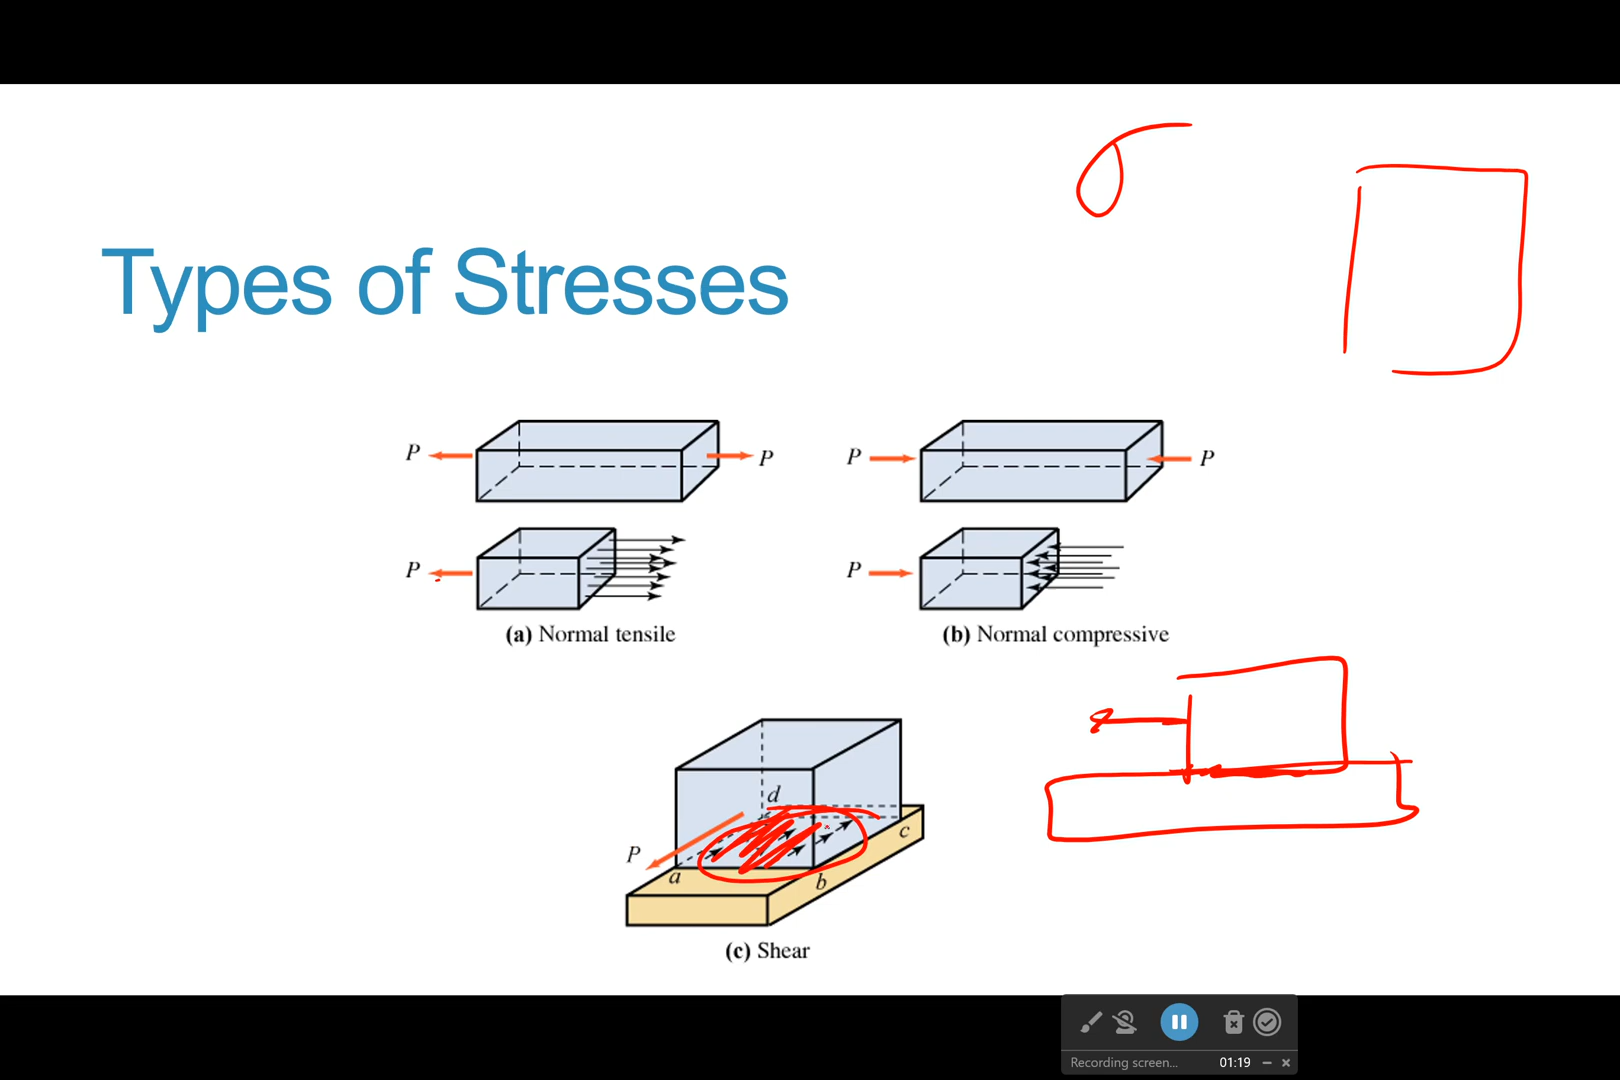 σ
Types of Stresses
P P P P
P P
(a) Normal tensile (b) Normal compressive
d
c
P
a
b
(c) Shear
Recording screen... 01:19